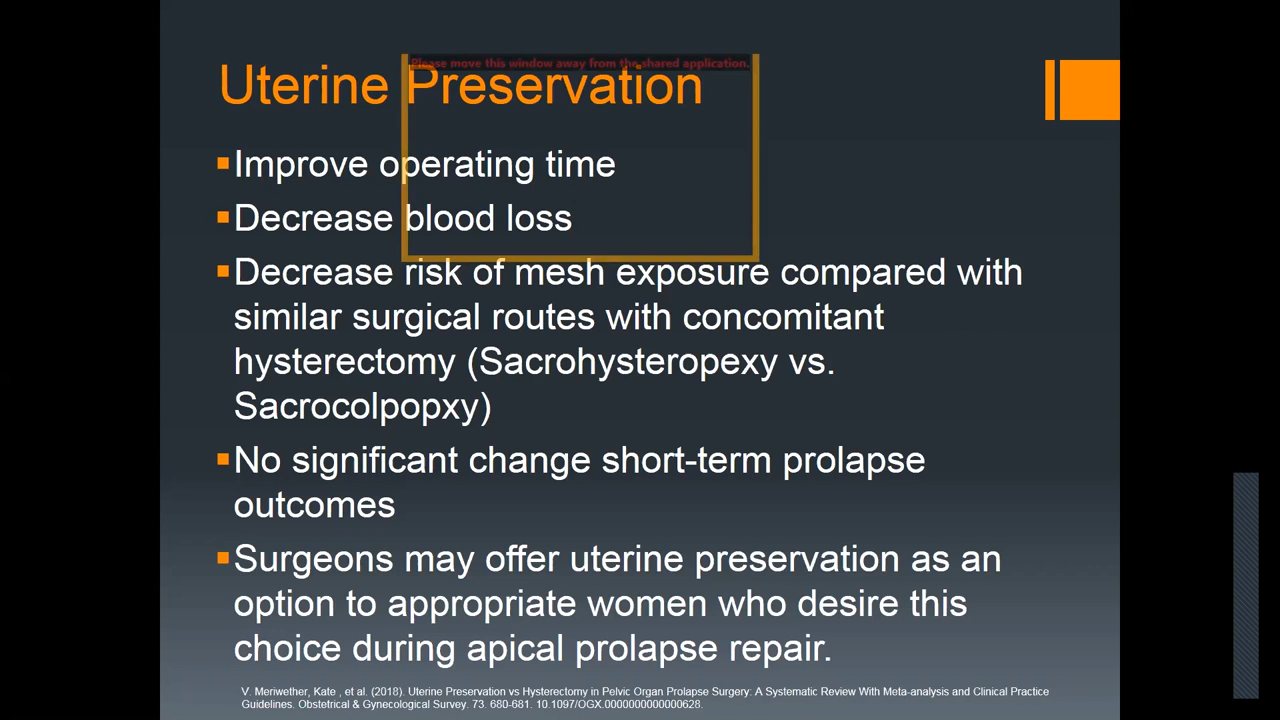 Please move this window away from the shared application.
Uterine Preservation
Improve operating time
Decrease blood loss
Decrease risk of mesh exposure compared with
similar surgical routes with concomitant
hysterectomy (Sacrohysteropexy vs.
Sacrocolpopxy)
No significant change short-term prolapse
outcomes
Surgeons may offer uterine preservation as an
option to appropriate women who desire this
choice during apical prolapse repair.
V. Meriwether, Kate , et al. (2018). Uterine Preservation vs Hysterectomy in Pelvic Organ Prolapse Surgery: A Systematic Review With Meta-analysis and Clinical Practice
Guidelines. Obstetrical & Gynecological Survey. 73. 680-681. 10.1097/OGX.0000000000000628.